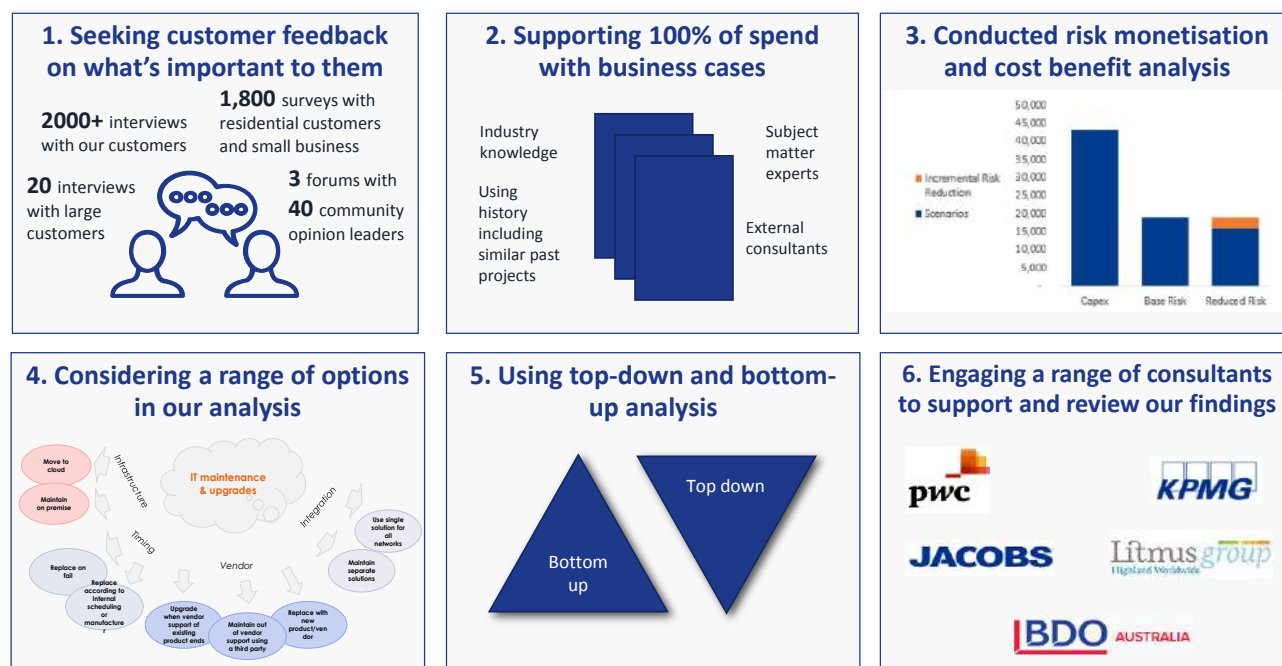 1. Seeking customer feedback
on what's important to them
2000+ interviews
with our customers
1,800 surveys with
residential customers
and small business
20 interviews
with large
customers
3 forums with
40 community
opinion leaders
2. Supporting 100% of spend
with business cases
Industry
knowledge
Using
history
including
similar past
projects
Subject
matter
experts
External
consultants
3. Conducted risk monetisation
and cost benefit analysis
50,000
45,000
40,000
35,000
30,000
25,000
20,000
15,000
10,000
5,000
-
Incremental Risk
Reduction
Scenarios
Capex
Base Risk
Reduced Risk
4. Considering a range of options
in our analysis
IT maintenance
& upgrades
Move to
cloud
Maintain
on premise
Infrastructure
Timing
Vendor
Integration
Replace on
fail
Replace
according to
internal
scheduling
or
manufacture
r
Upgrade
when vendor
support of
existing
product ends
Maintain out
of vendor
support using
a third party
Replace with
new
product/ven
dor
Maintain
separate
solutions
Use single
solution for
all
networks
5. Using top-down and bottom-
up analysis
Bottom
up
Top down
6. Engaging a range of consultants
to support and review our findings
pwc
KPMG
JACOBS
Litmus group
Highland Worldwide
BDO AUSTRALIA